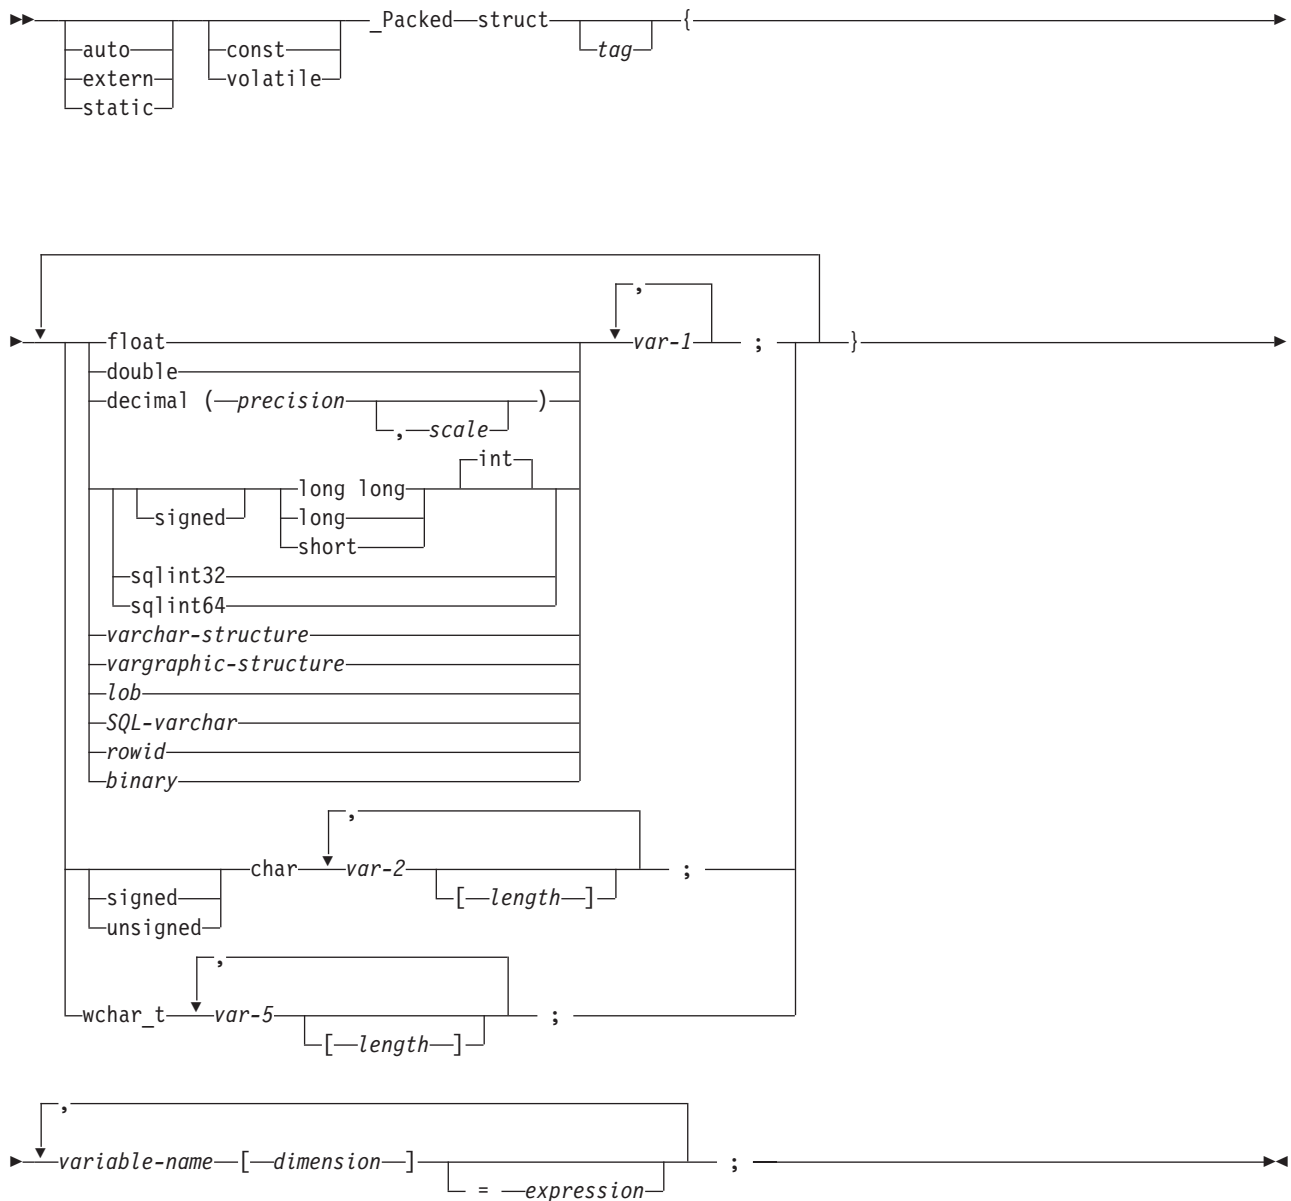 _Packed struct {
auto const tag
extern volatile
static
,
float var-1 ;  }
double
decimal ( precision )
, scale
int
long long
signed long
short
sqlint32
sqlint64
varchar-structure
vargraphic-structure
lob
SQL-varchar
rowid
binary
,
char var-2 ;
signed [ length ]
unsigned
,
wchar_t var-5 ;
[ length ]
,
variable-name [ dimension ] ;
= expression